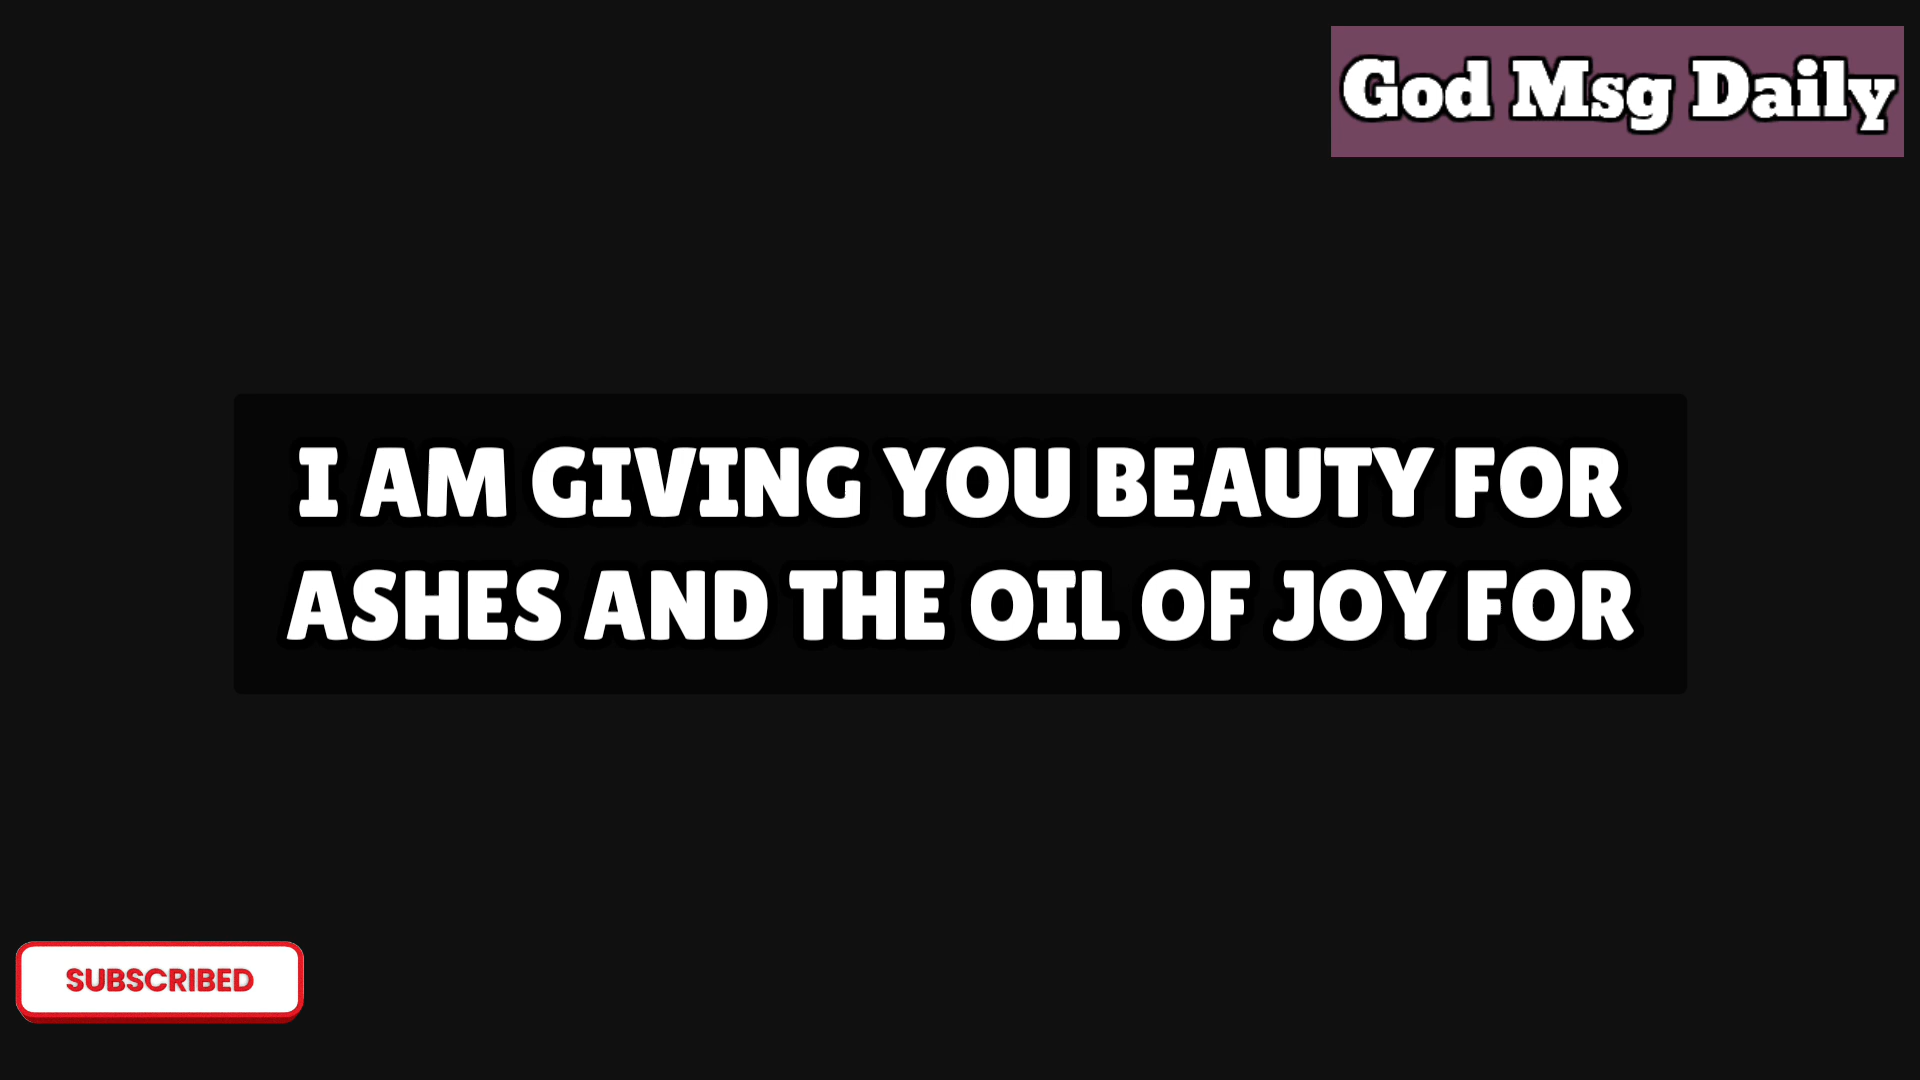 God Msg Daily
I AM GIVING YOU BEAUTY FOR
ASHES AND THE OIL OF JOY FOR
SUBSCRIBED